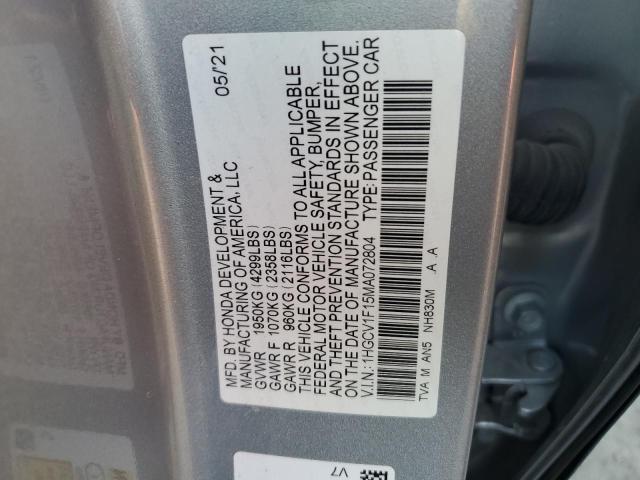 MFD. BY HONDA DEVELOPMENT & 05/'21
MANUFACTURING OF AMERICA, LLC
GVWR 1950KG(4299LBS)
GAWR F 1070KG(2358LBS)
GAWR R 960KG(2116LBS)
THIS VEHICLE CONFORMS TO ALL APPLICABLE
FEDERAL MOTOR VEHICLE SAFETY, BUMPER,
AND THEFT PREVENTION STANDARDS IN EFFECT
ON THE DATE OF MANUFACTURE SHOWN ABOVE.
V.I.N.: 1HGCV1F15MA072804 TYPE: PASSENGER CAR
TVA M AN5 NH830M .A .A
V7